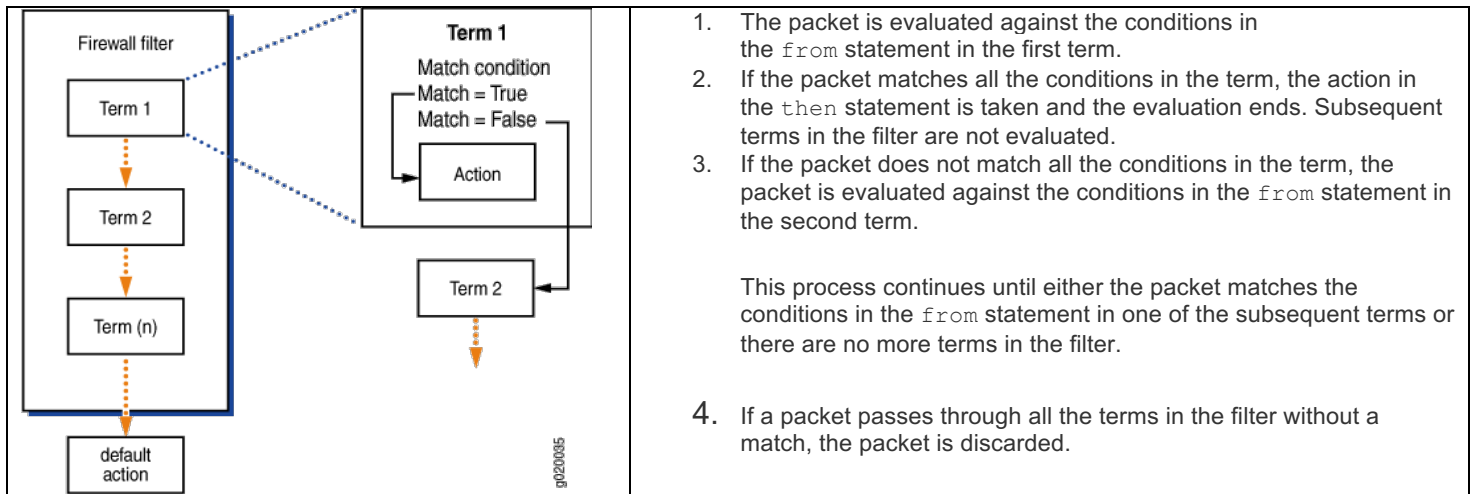 Firewall filter
Term 1
Term 2
Term (n)
default
action
Term 1
Match condition
Match = True
Match = False
Action
Term 2
g020035
1. The packet is evaluated against the conditions in
the from statement in the first term.
2. If the packet matches all the conditions in the term, the action in
the then statement is taken and the evaluation ends. Subsequent
terms in the filter are not evaluated.
3. If the packet does not match all the conditions in the term, the
packet is evaluated against the conditions in the from statement in
the second term.
This process continues until either the packet matches the
conditions in the from statement in one of the subsequent terms or
there are no more terms in the filter.
4. If a packet passes through all the terms in the filter without a
match, the packet is discarded.